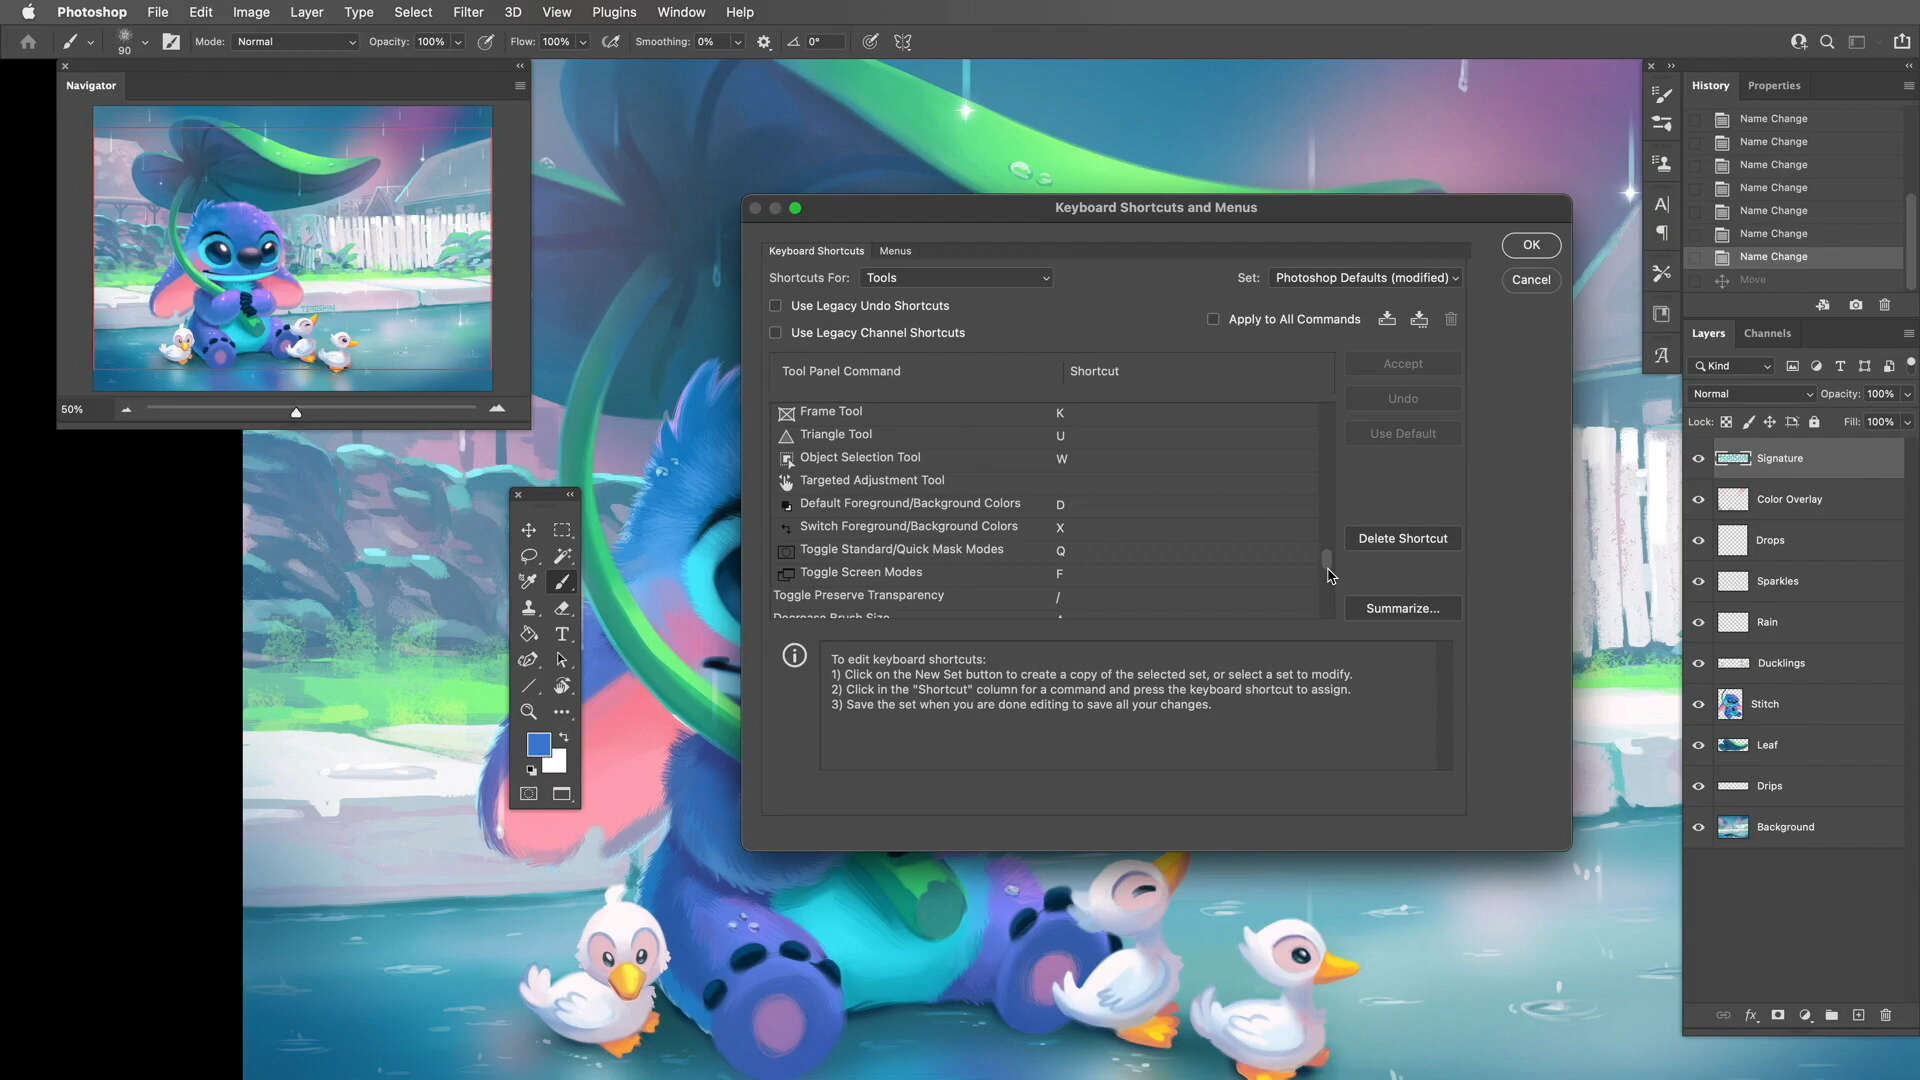 Photoshop File Edit Image Layer Type Select Filter 3D View Plugins Window Help
90 Mode: Normal Opacity: 100% Flow: 100% Smoothing: 0% 0°
Navigator
50%
Keyboard Shortcuts and Menus
Keyboard Shortcuts Menus
OK
Cancel
Shortcuts For: Tools
Set: Photoshop Defaults (modified)
Use Legacy Undo Shortcuts
Use Legacy Channel Shortcuts
Apply to All Commands
Tool Panel Command Shortcut
Frame Tool K
Triangle Tool U
Object Selection Tool W
Targeted Adjustment Tool
Default Foreground/Background Colors D
Switch Foreground/Background Colors X
Toggle Standard/Quick Mask Modes Q
Toggle Screen Modes F
Toggle Preserve Transparency /
Decrease Brush Size
Accept
Undo
Use Default
Delete Shortcut
Summarize...
To edit keyboard shortcuts:
1) Click on the New Set button to create a copy of the selected set, or select a set to modify.
2) Click in the "Shortcut" column for a command and press the keyboard shortcut to assign.
3) Save the set when you are done editing to save all your changes.
History Properties
Name Change
Name Change
Name Change
Name Change
Name Change
Name Change
Name Change
Move
Layers Channels
Kind
Normal Opacity: 100%
Lock: Fill: 100%
Signature
Color Overlay
Drops
Sparkles
Rain
Ducklings
Stitch
Leaf
Drips
Background